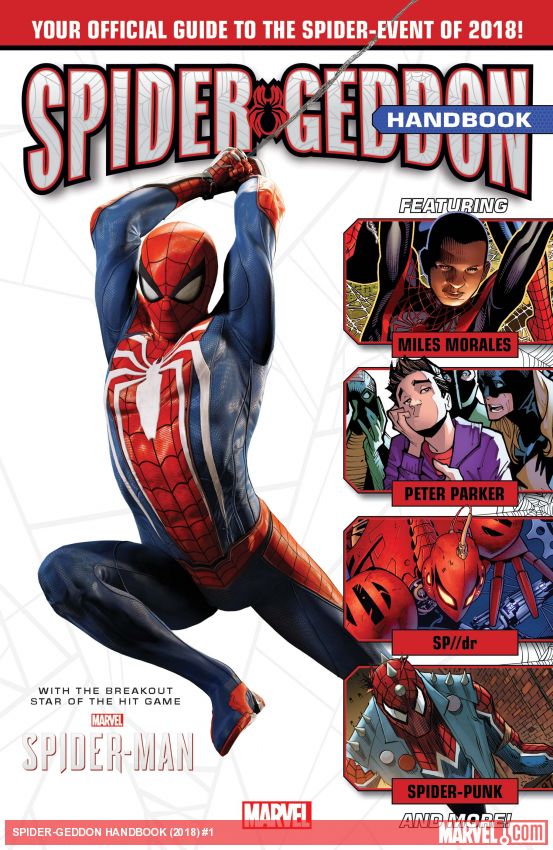 YOUR OFFICIAL GUIDE TO THE SPIDER-EVENT OF 2018!
SPIDER-GEDDON
HANDBOOK
FEATURING
MILES MORALES
PETER PARKER
SP//dr
SPIDER-PUNK
AND MORE!
WITH THE BREAKOUT
STAR OF THE HIT GAME
MARVEL
SPIDER-MAN
MARVEL
SPIDER-GEDDON HANDBOOK (2018) #1
MARVEL.com